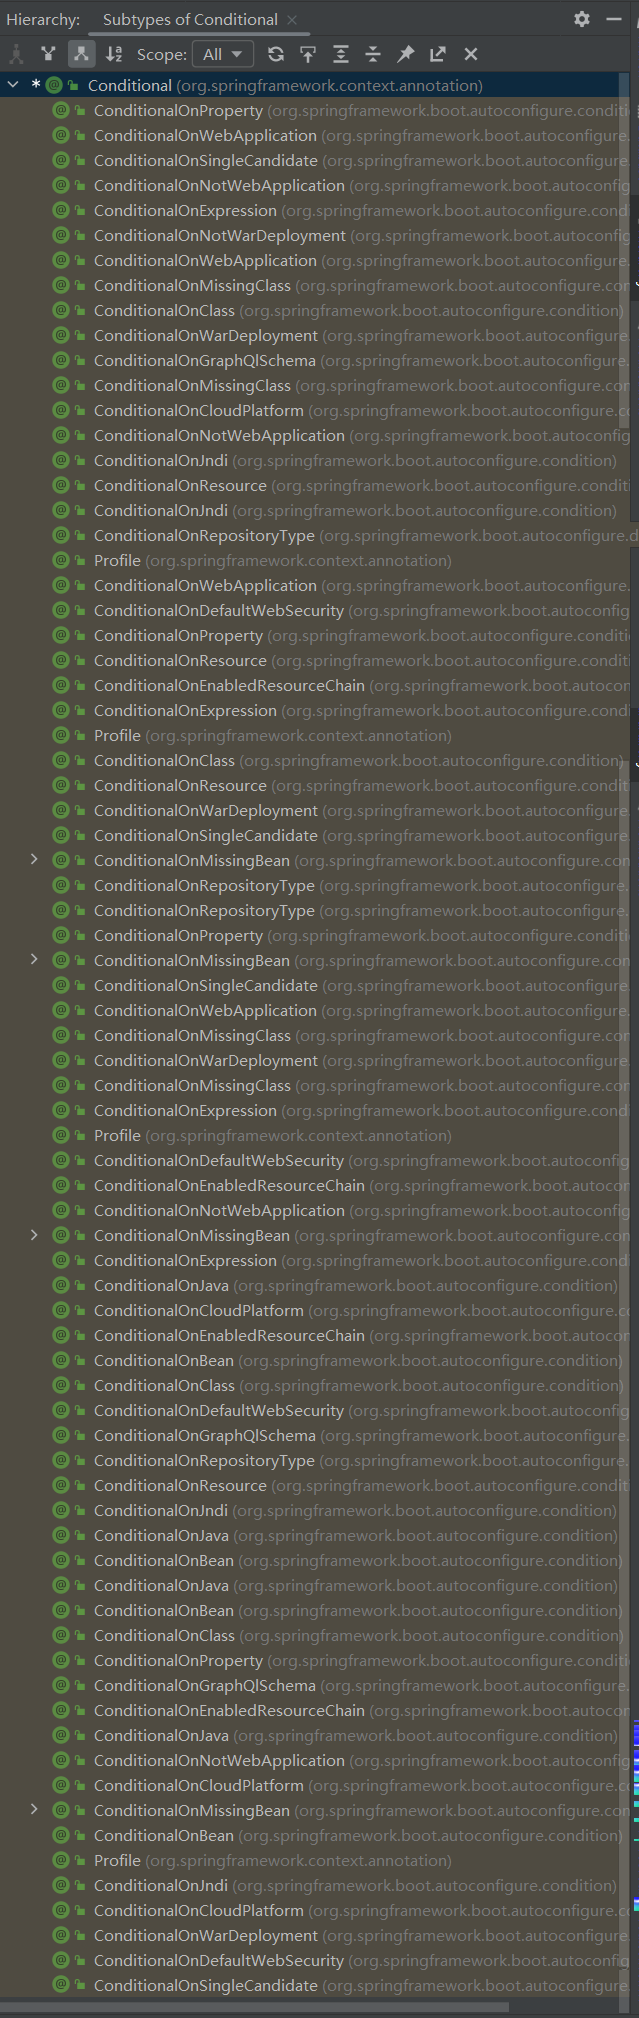 Hierarchy: Subtypes of Conditional
Scope: All
Conditional (org.springframework.context.annotation)
ConditionalOnProperty (org.springframework.boot.autoconfigure.conditi
ConditionalOnWebApplication (org.springframework.boot.autoconfigure.
ConditionalOnSingleCandidate (org.springframework.boot.autoconfigure.
ConditionalOnNotWebApplication (org.springframework.boot.autoconfig
ConditionalOnExpression (org.springframework.boot.autoconfigure.cond
ConditionalOnNotWarDeployment (org.springframework.boot.autoconfig
ConditionalOnWebApplication (org.springframework.boot.autoconfigure.
ConditionalOnMissingClass (org.springframework.boot.autoconfigure.con
ConditionalOnClass (org.springframework.boot.autoconfigure.condition)
ConditionalOnWarDeployment (org.springframework.boot.autoconfigure.
ConditionalOnGraphQlSchema (org.springframework.boot.autoconfigure.
ConditionalOnMissingClass (org.springframework.boot.autoconfigure.con
ConditionalOnCloudPlatform (org.springframework.boot.autoconfigure.co
ConditionalOnNotWebApplication (org.springframework.boot.autoconfig
ConditionalOnJndi (org.springframework.boot.autoconfigure.condition)
ConditionalOnResource (org.springframework.boot.autoconfigure.conditi
ConditionalOnJndi (org.springframework.boot.autoconfigure.condition)
ConditionalOnRepositoryType (org.springframework.boot.autoconfigure.d
Profile (org.springframework.context.annotation)
ConditionalOnWebApplication (org.springframework.boot.autoconfigure.
ConditionalOnDefaultWebSecurity (org.springframework.boot.autoconfig
ConditionalOnProperty (org.springframework.boot.autoconfigure.conditi
ConditionalOnResource (org.springframework.boot.autoconfigure.conditi
ConditionalOnEnabledResourceChain (org.springframework.boot.autocon
ConditionalOnExpression (org.springframework.boot.autoconfigure.cond
Profile (org.springframework.context.annotation)
ConditionalOnClass (org.springframework.boot.autoconfigure.condition)
ConditionalOnResource (org.springframework.boot.autoconfigure.conditi
ConditionalOnWarDeployment (org.springframework.boot.autoconfigure.
ConditionalOnSingleCandidate (org.springframework.boot.autoconfigure.
ConditionalOnMissingBean (org.springframework.boot.autoconfigure.con
ConditionalOnRepositoryType (org.springframework.boot.autoconfigure.
ConditionalOnRepositoryType (org.springframework.boot.autoconfigure.
ConditionalOnProperty (org.springframework.boot.autoconfigure.conditi
ConditionalOnMissingBean (org.springframework.boot.autoconfigure.con
ConditionalOnSingleCandidate (org.springframework.boot.autoconfigure.
ConditionalOnWebApplication (org.springframework.boot.autoconfigure.
ConditionalOnMissingClass (org.springframework.boot.autoconfigure.con
ConditionalOnWarDeployment (org.springframework.boot.autoconfigure.
ConditionalOnMissingClass (org.springframework.boot.autoconfigure.con
ConditionalOnExpression (org.springframework.boot.autoconfigure.cond
Profile (org.springframework.context.annotation)
ConditionalOnDefaultWebSecurity (org.springframework.boot.autoconfig
ConditionalOnEnabledResourceChain (org.springframework.boot.autocon
ConditionalOnNotWebApplication (org.springframework.boot.autoconfig
ConditionalOnMissingBean (org.springframework.boot.autoconfigure.con
ConditionalOnExpression (org.springframework.boot.autoconfigure.cond
ConditionalOnJava (org.springframework.boot.autoconfigure.condition)
ConditionalOnCloudPlatform (org.springframework.boot.autoconfigure.co
ConditionalOnEnabledResourceChain (org.springframework.boot.autocon
ConditionalOnBean (org.springframework.boot.autoconfigure.condition)
ConditionalOnClass (org.springframework.boot.autoconfigure.condition)
ConditionalOnDefaultWebSecurity (org.springframework.boot.autoconfig
ConditionalOnGraphQlSchema (org.springframework.boot.autoconfigure.
ConditionalOnRepositoryType (org.springframework.boot.autoconfigure.
ConditionalOnResource (org.springframework.boot.autoconfigure.conditi
ConditionalOnJndi (org.springframework.boot.autoconfigure.condition)
ConditionalOnJava (org.springframework.boot.autoconfigure.condition)
ConditionalOnBean (org.springframework.boot.autoconfigure.condition)
ConditionalOnJava (org.springframework.boot.autoconfigure.condition)
ConditionalOnBean (org.springframework.boot.autoconfigure.condition)
ConditionalOnClass (org.springframework.boot.autoconfigure.condition)
ConditionalOnProperty (org.springframework.boot.autoconfigure.conditi
ConditionalOnGraphQlSchema (org.springframework.boot.autoconfigure.
ConditionalOnEnabledResourceChain (org.springframework.boot.autocon
ConditionalOnJava (org.springframework.boot.autoconfigure.condition)
ConditionalOnNotWebApplication (org.springframework.boot.autoconfig
ConditionalOnCloudPlatform (org.springframework.boot.autoconfigure.co
ConditionalOnMissingBean (org.springframework.boot.autoconfigure.con
ConditionalOnBean (org.springframework.boot.autoconfigure.condition)
Profile (org.springframework.context.annotation)
ConditionalOnJndi (org.springframework.boot.autoconfigure.condition)
ConditionalOnCloudPlatform (org.springframework.boot.autoconfigure.co
ConditionalOnWarDeployment (org.springframework.boot.autoconfigure.
ConditionalOnDefaultWebSecurity (org.springframework.boot.autoconfig
ConditionalOnSingleCandidate (org.springframework.boot.autoconfigure.